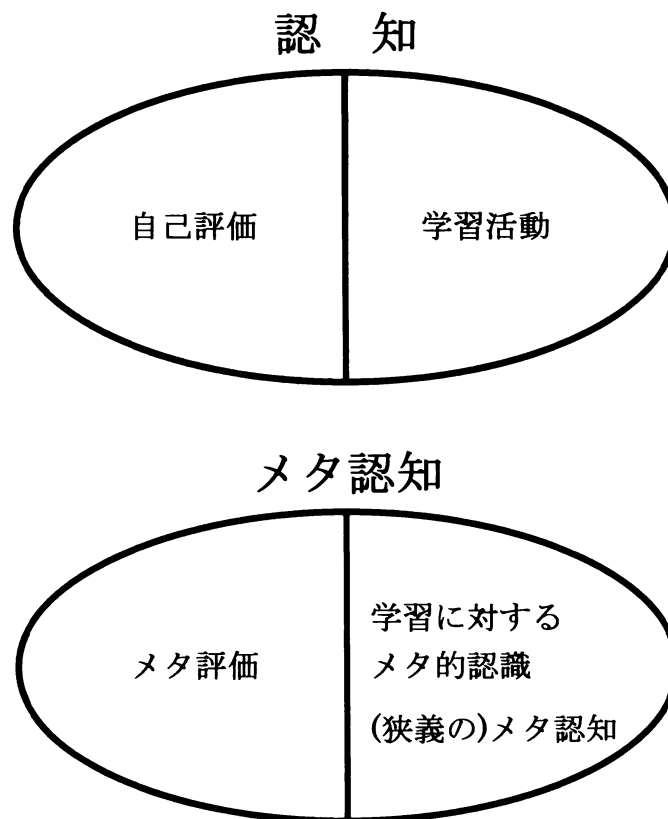 認 知
自己評価
学習活動
メタ認知
メタ評価
学習に対する
メタ的認識
(狭義の)メタ認知